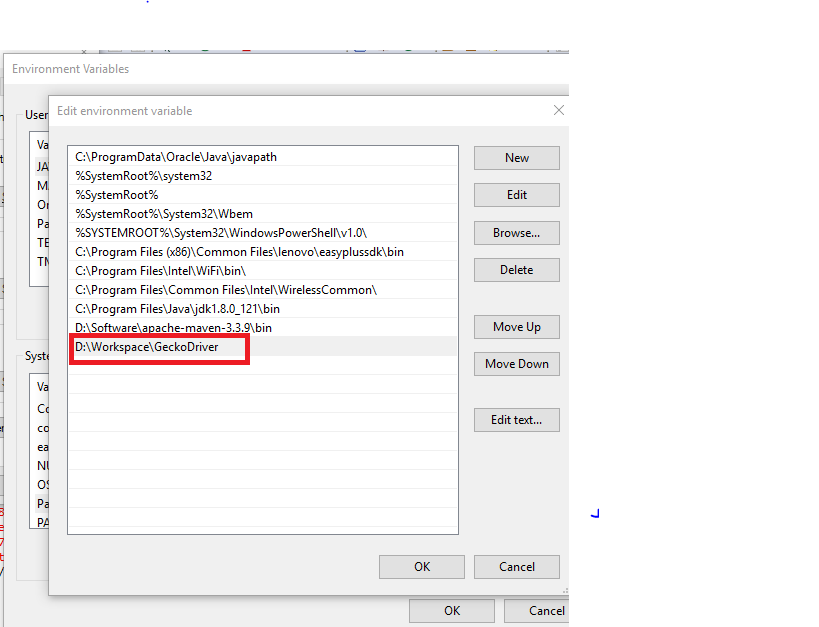 Environment Variables
Edit environment variable
User
Va
JA
M
Or
Pa
TE
TM
C:\ProgramData\Oracle\Java\javapath
%SystemRoot%\system32
%SystemRoot%
%SystemRoot%\System32\Wbem
%SYSTEMROOT%\System32\WindowsPowerShell\v1.0\
C:\Program Files (x86)\Common Files\lenovo\easyplussdk\bin
C:\Program Files\Intel\WiFi\bin\
C:\Program Files\Common Files\Intel\WirelessCommon\
C:\Program Files\Java\jdk1.8.0_121\bin
D:\Software\apache-maven-3.3.9\bin
D:\Workspace\GeckoDriver
New
Edit
Browse...
Delete
Move Up
Move Down
Edit text...
Syste
Va
Co
co
ea
NU
OS
Pa
PA
OK
Cancel
OK
Cancel